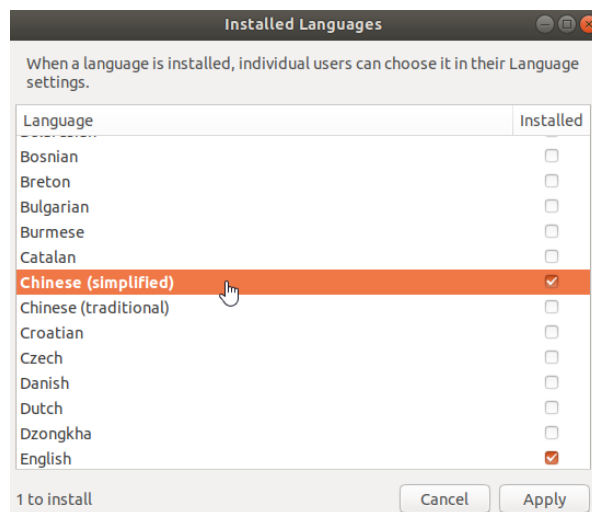 Installed Languages
When a language is installed, individual users can choose it in their Language
settings.
Language Installed
Bosnian
Breton
Bulgarian
Burmese
Catalan
Chinese (simplified)
Chinese (traditional)
Croatian
Czech
Danish
Dutch
Dzongkha
English
1 to install Cancel Apply